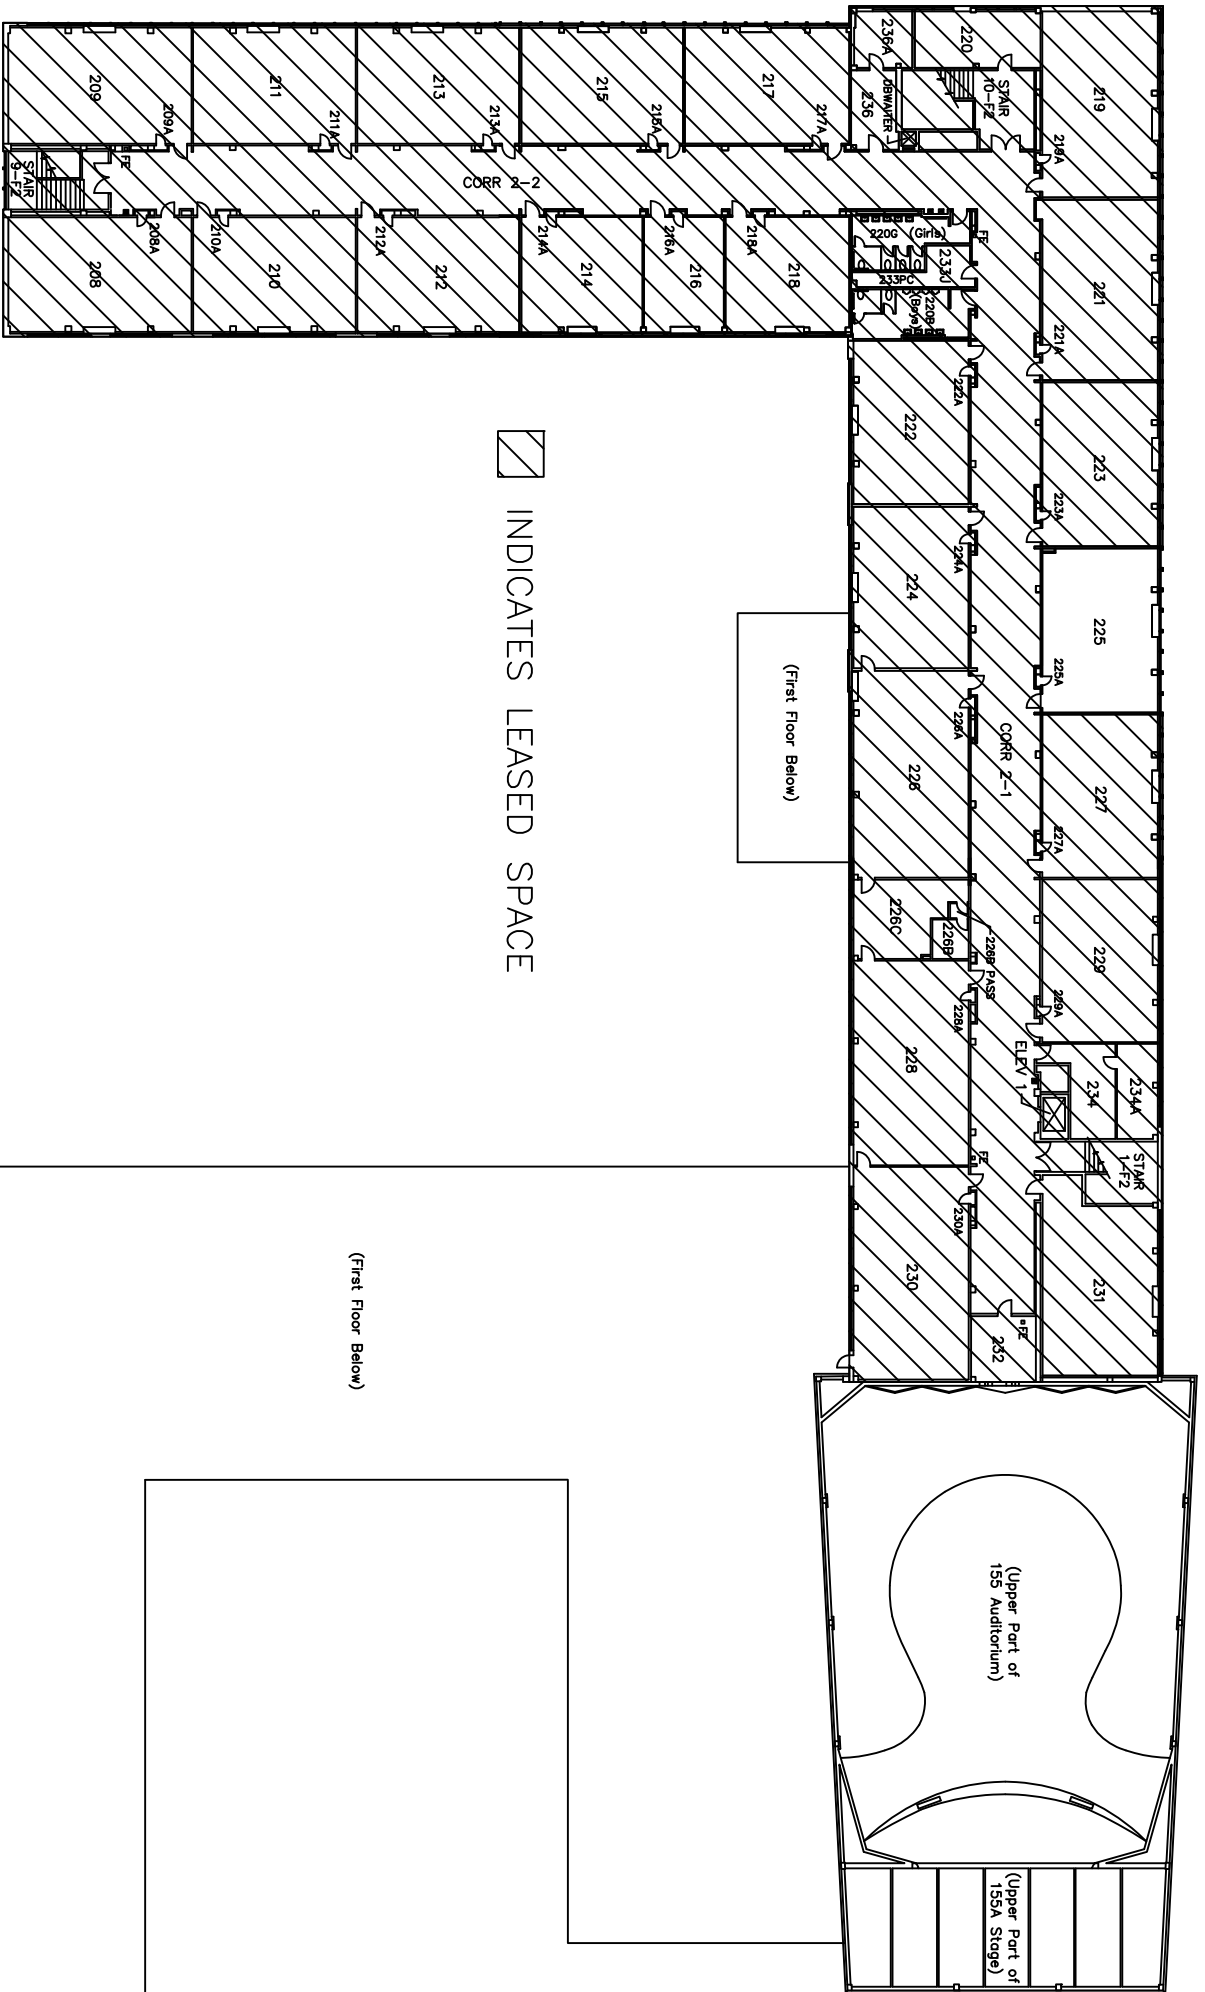 236A
220
219
STAIR
10-F2
236
DBWAITER
219A
209
211
213
215
217
209A
211A
213A
215A
217A
FE
STAIR
9-F2
CORR 2-2
208A
210A
212A
214A
216A
218A
208
210
212
214
216
218
220G (Girls)
233J
FE
233PC
220B
(Boys)
221
221A
222A
222
223
223A
224A
224
225
225A
226A
226
CORR 2-1
227
227A
226C
226B
226B PASS
229
229A
228A
228
ELEV 1
234
234A
STAIR
1-F2
FE
230A
230
231
232
FE
INDICATES LEASED SPACE
(First Floor Below)
(First Floor Below)
(Upper Part of
155 Auditorium)
(Upper Part of
155A Stage)